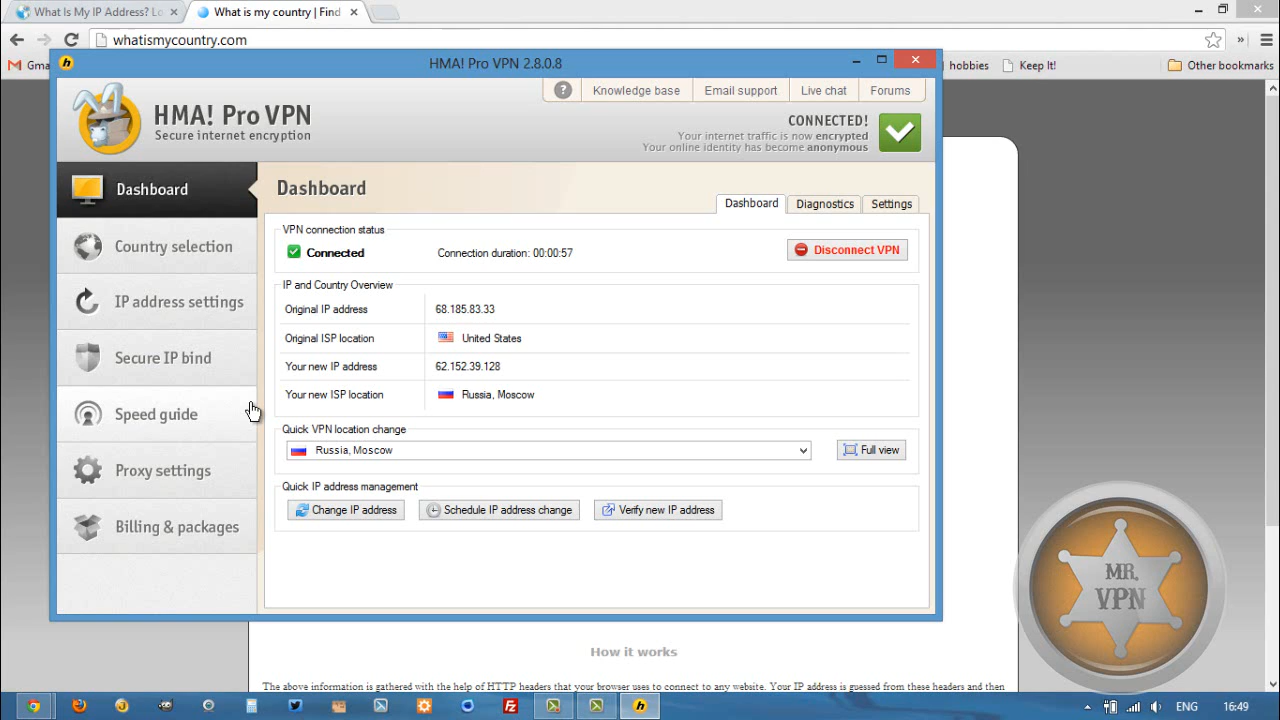 What Is My IP Address? Lo
What is my country | Find
whatismycountry.com
Gma
hobbies
Keep It!
Other bookmarks
h
HMA! Pro VPN 2.8.0.8
?
Knowledge base
Email support
Live chat
Forums
HMA! Pro VPN
Secure internet encryption
CONNECTED!
Your internet traffic is now encrypted
Your online identity has become anonymous
Dashboard
Country selection
IP address settings
Secure IP bind
Speed guide
Proxy settings
Billing & packages
Dashboard
Dashboard
Diagnostics
Settings
VPN connection status
Connected
Connection duration: 00:00:57
Disconnect VPN
IP and Country Overview
Original IP address
68.185.83.33
Original ISP location
United States
Your new IP address
62.152.39.128
Your new ISP location
Russia, Moscow
Quick VPN location change
Russia, Moscow
Full view
Quick IP address management
Change IP address
Schedule IP address change
Verify new IP address
MR.
VPN
How it works
The above information is gathered with the help of HTTP headers that your browser uses to connect to any website. Your IP address is guessed from these headers and then
Fz
h
ENG
16:49